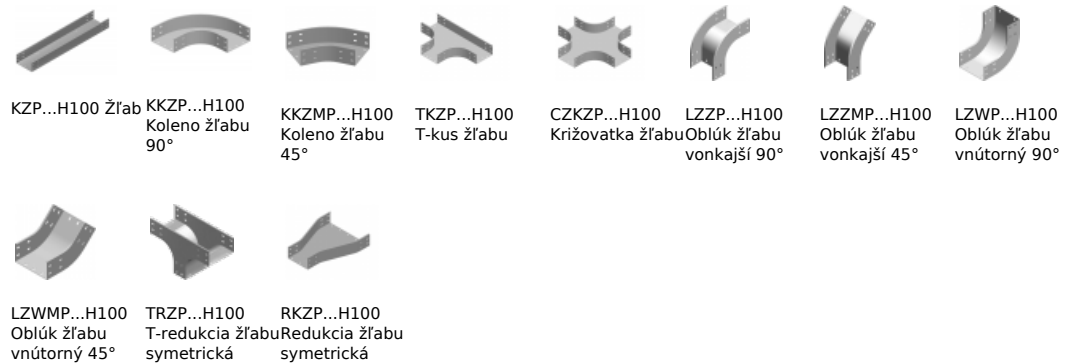 KZP...H100 Žľab
KKZP...H100
Koleno žľabu
90°
KKZMP...H100
Koleno žľabu
45°
TKZP...H100
T-kus žľabu
CZKZP...H100
Križovatka žľabu
LZZP...H100
Oblúk žľabu
vonkajší 90°
LZZMP...H100
Oblúk žľabu
vonkajší 45°
LZWP...H100
Oblúk žľabu
vnútorný 90°
LZWMP...H100
Oblúk žľabu
vnútorný 45°
TRZP...H100
T-redukcia žľabu
symetrická
RKZP...H100
Redukcia žľabu
symetrická